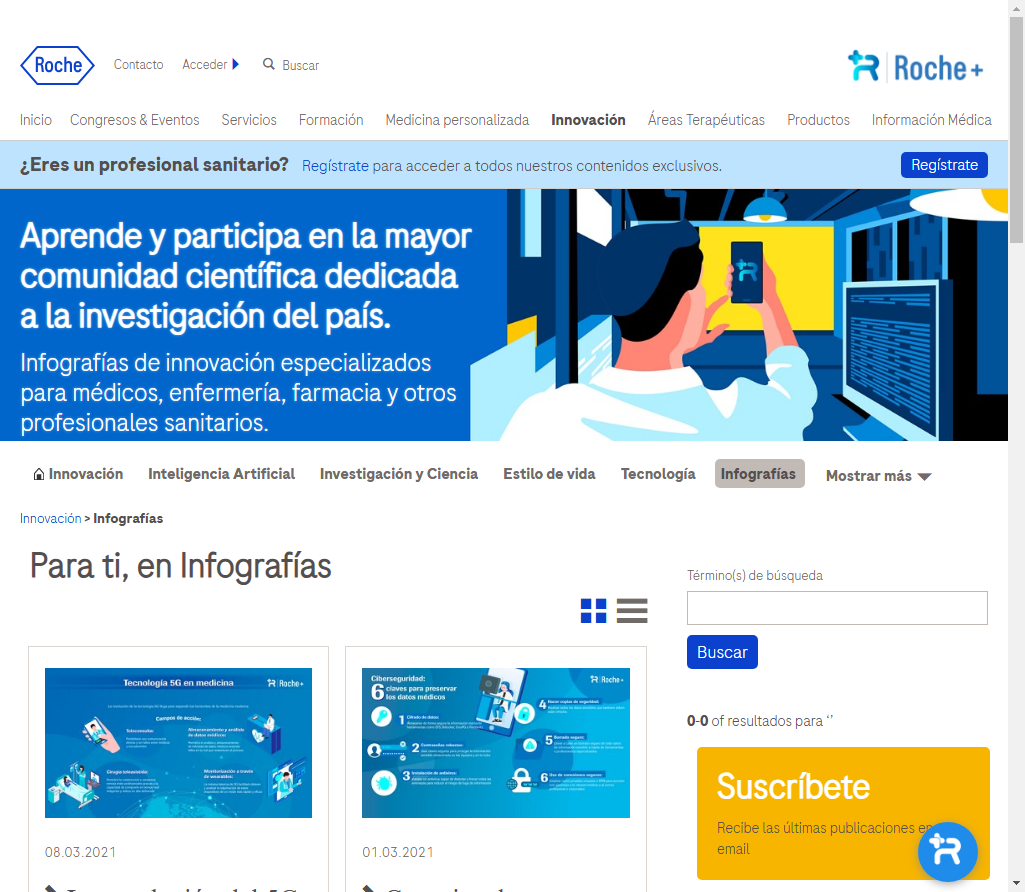 Roche
Contacto
Acceder
Buscar
Roche+
Inicio
Congresos & Eventos
Servicios
Formación
Medicina personalizada
Innovación
Áreas Terapéuticas
Productos
Información Médica
¿Eres un profesional sanitario?
Regístrate para acceder a todos nuestros contenidos exclusivos.
Regístrate
Aprende y participa en la mayor
comunidad científica dedicada
a la investigación del país.
Infografías de innovación especializados
para médicos, enfermería, farmacia y otros
profesionales sanitarios.
Innovación
Inteligencia Artificial
Investigación y Ciencia
Estilo de vida
Tecnología
Infografías
Mostrar más
Innovación > Infografías
Para ti, en Infografías
Término(s) de búsqueda
Buscar
0-0 of resultados para ‘’
Tecnología 5G en medicina
Roche+
Campos de acción:
Teleconsulta:
Almacenamiento y análisis
de datos médicos:
Cirugía teleasistida:
Monitorización a través
de wearables:
Ciberseguridad:
6 claves para preservar
los datos médicos
Roche+
1 Cifrado de datos:
2 Contraseñas robustas:
3 Instalación de antivirus:
4 Hacer copias de seguridad:
5 Borrado seguro:
6 Uso de conexiones seguras:
Suscríbete
Recibe las últimas publicaciones en
email
08.03.2021
01.03.2021